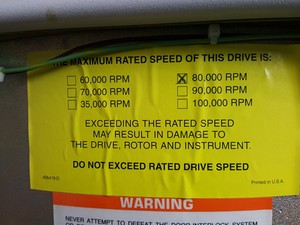 THE MAXIMUM RATED SPEED OF THIS DRIVE IS:
60,000 RPM
80,000 RPM
70,000 RPM
90,000 RPM
35,000 RPM
100,000 RPM
EXCEEDING THE RATED SPEED
MAY RESULT IN DAMAGE TO
THE DRIVE, ROTOR AND INSTRUMENT.
DO NOT EXCEED RATED DRIVE SPEED
Printed in U.S.A.
WARNING
NEVER ATTEMPT TO DEFEAT THE DOOR INTERLOCK SYSTEM